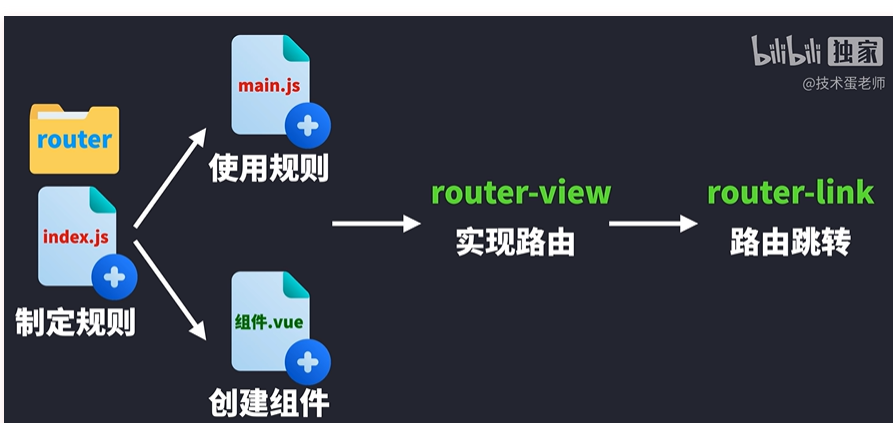 bilibili 独家
@技术蛋老师
router
index.js
制定规则
main.js
使用规则
组件.vue
创建组件
router-view
实现路由
router-link
路由跳转